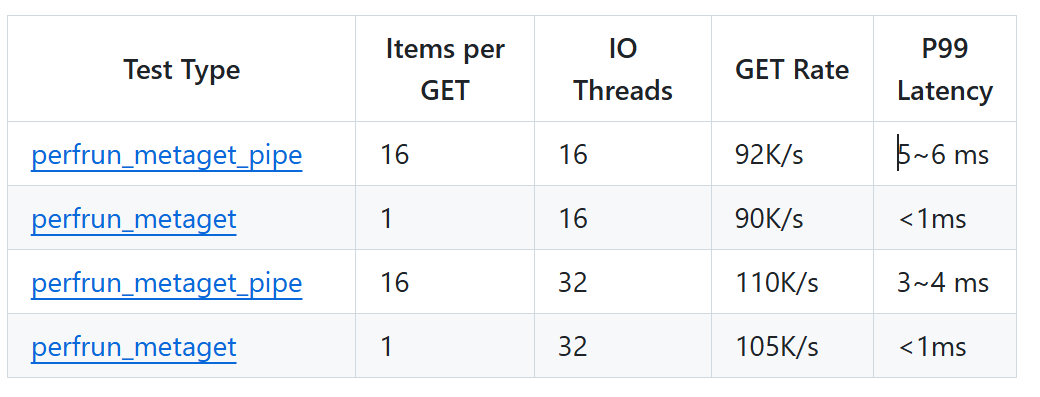 Test Type Items per GET IO Threads GET Rate P99 Latency
perfrun_metaget_pipe 16 16 92K/s 5~6 ms
perfrun_metaget 1 16 90K/s <1ms
perfrun_metaget_pipe 16 32 110K/s 3~4 ms
perfrun_metaget 1 32 105K/s <1ms